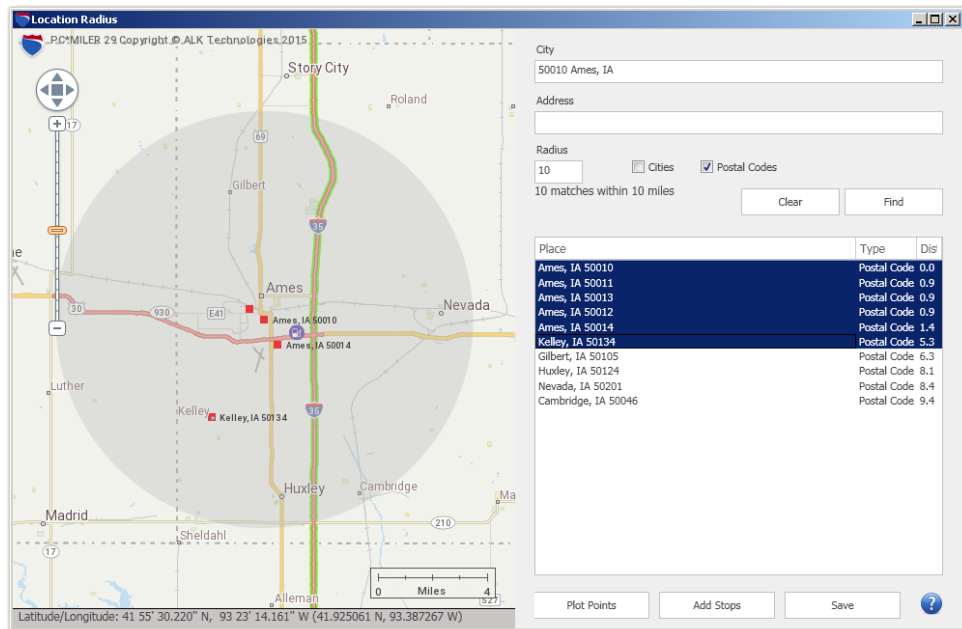 Location Radius
PC*MILER 29 Copyright © ALK Technologies 2015
Story City
Roland
17
69
Gilbert
35
Ames
Nevada
30
930
E41
Ames, IA 50010
Ames, IA 50014
Luther
Kelley
Kelley, IA 50134
35
Huxley
Cambridge
Madrid
210
Sheldahl
17
Alleman
0 Miles 4
Latitude/Longitude: 41 55' 30.220" N, 93 23' 14.161" W (41.925061 N, 93.387267 W)
City
50010 Ames, IA
Address
Radius
10
Cities
Postal Codes
10 matches within 10 miles
Clear
Find
Place Type Dis
Ames, IA 50010 Postal Code 0.0
Ames, IA 50011 Postal Code 0.9
Ames, IA 50013 Postal Code 0.9
Ames, IA 50012 Postal Code 0.9
Ames, IA 50014 Postal Code 1.4
Kelley, IA 50134 Postal Code 5.3
Gilbert, IA 50105 Postal Code 6.3
Huxley, IA 50124 Postal Code 8.1
Nevada, IA 50201 Postal Code 8.4
Cambridge, IA 50046 Postal Code 9.4
Plot Points
Add Stops
Save
?